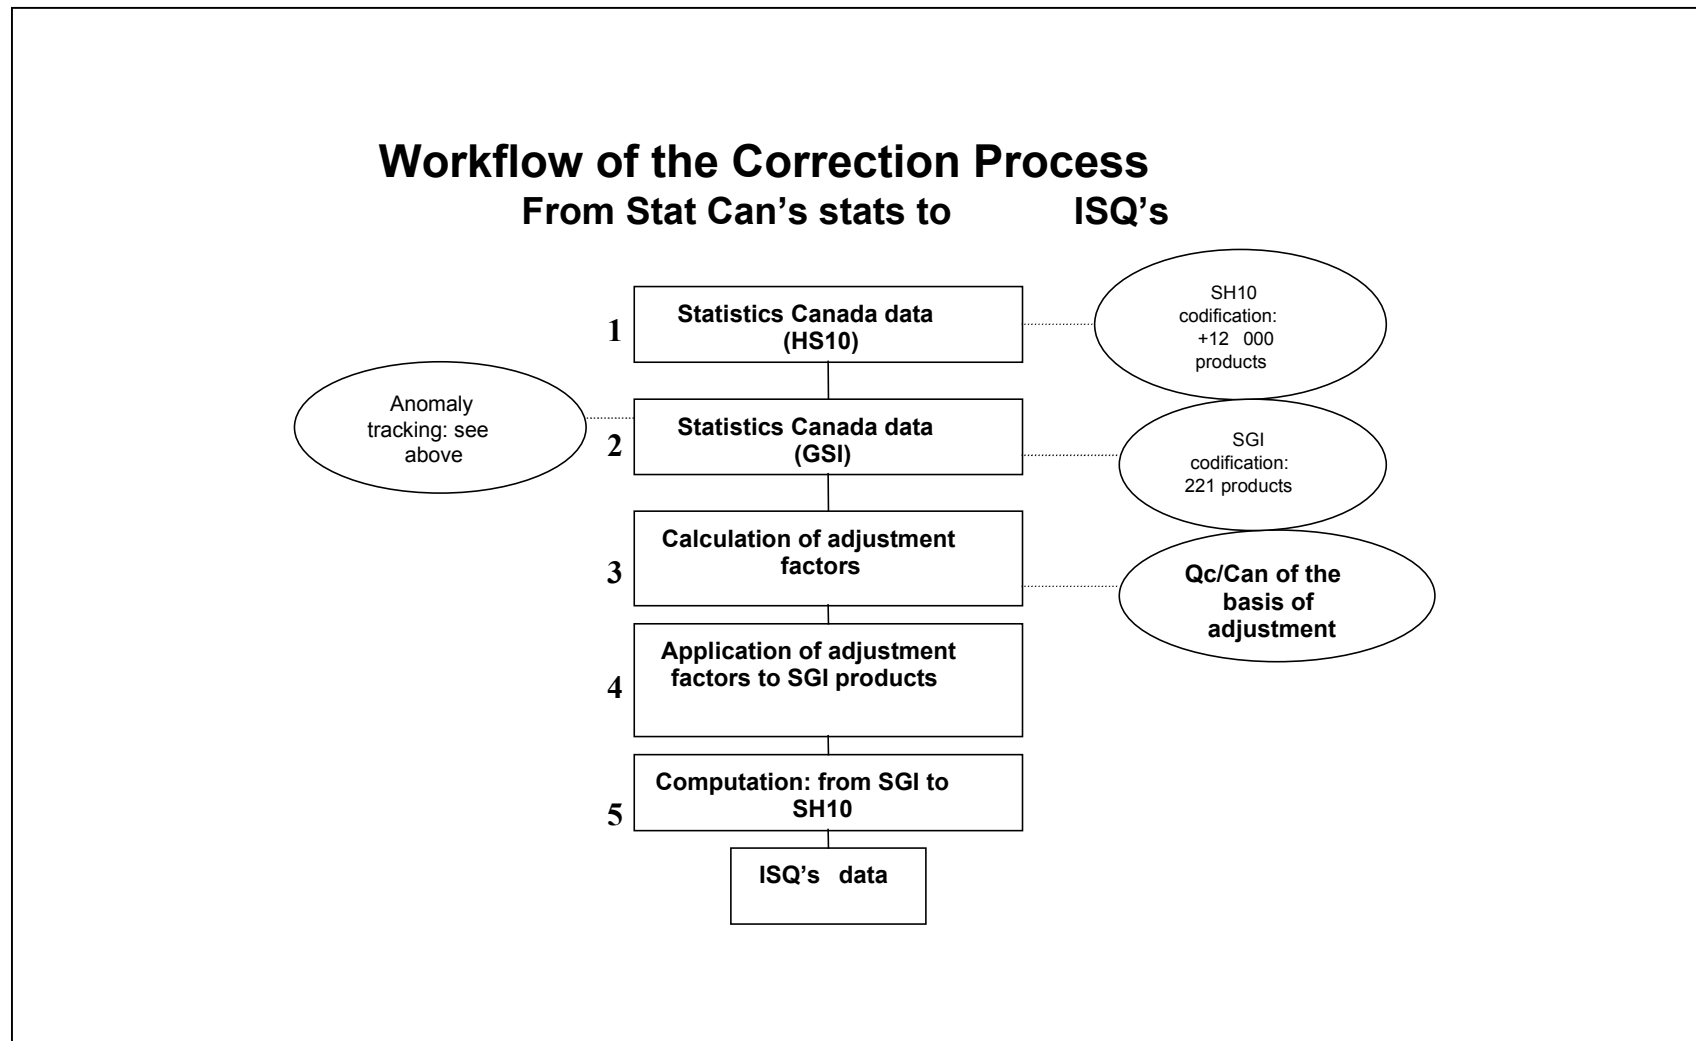 Workflow of the Correction Process
From Stat Can’s stats to ISQ’s
1
Statistics Canada data
(HS10)
SH10
codification:
+12 000
products
Anomaly
tracking: see
above
2
Statistics Canada data
(GSI)
SGI
codification:
221 products
3
Calculation of adjustment
factors
Qc/Can of the
basis of
adjustment
4
Application of adjustment
factors to SGI products
5
Computation: from SGI to
SH10
ISQ’s data